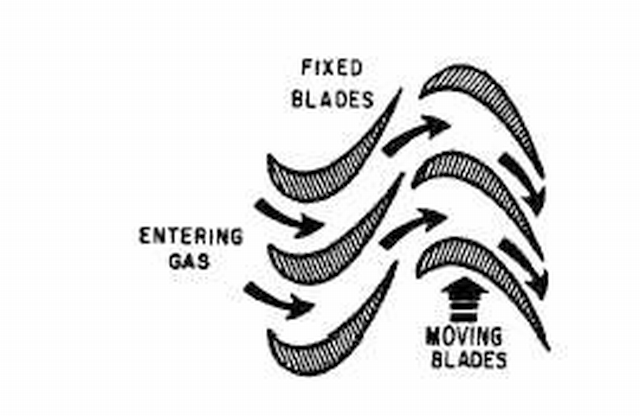 FIXED
BLADES
ENTERING
GAS
MOVING
BLADES